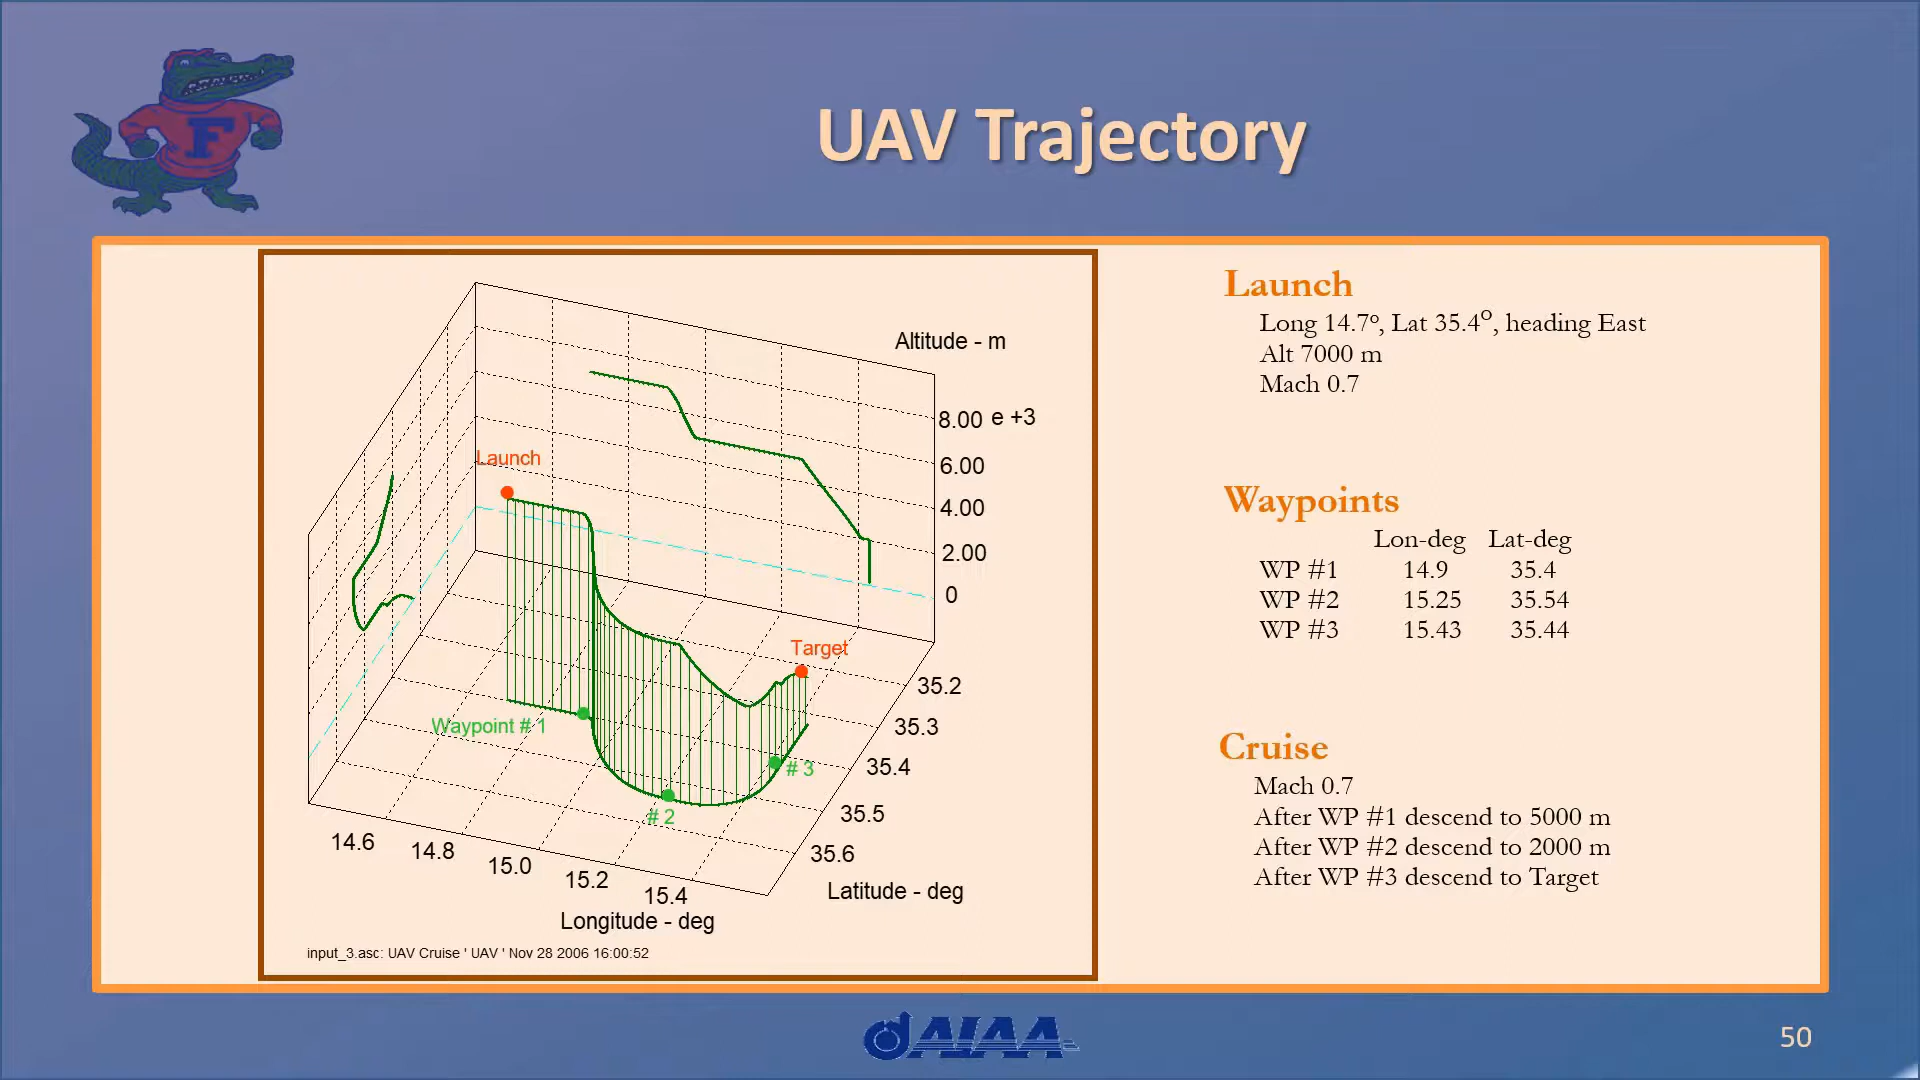 F
UAV Trajectory
Altitude - m
8.00 e +3
6.00
4.00
2.00
0
Launch
Target
Waypoint # 1
# 2
# 3
35.2
35.3
35.4
35.5
35.6
Latitude - deg
14.6
14.8
15.0
15.2
15.4
Longitude - deg
input_3.asc: UAV Cruise ' UAV ' Nov 28 2006 16:00:52
Launch
Long 14.7º, Lat 35.4º, heading East
Alt 7000 m
Mach 0.7
Waypoints
Lon-deg Lat-deg
WP #1 14.9 35.4
WP #2 15.25 35.54
WP #3 15.43 35.44
Cruise
Mach 0.7
After WP #1 descend to 5000 m
After WP #2 descend to 2000 m
After WP #3 descend to Target
AIAA
50